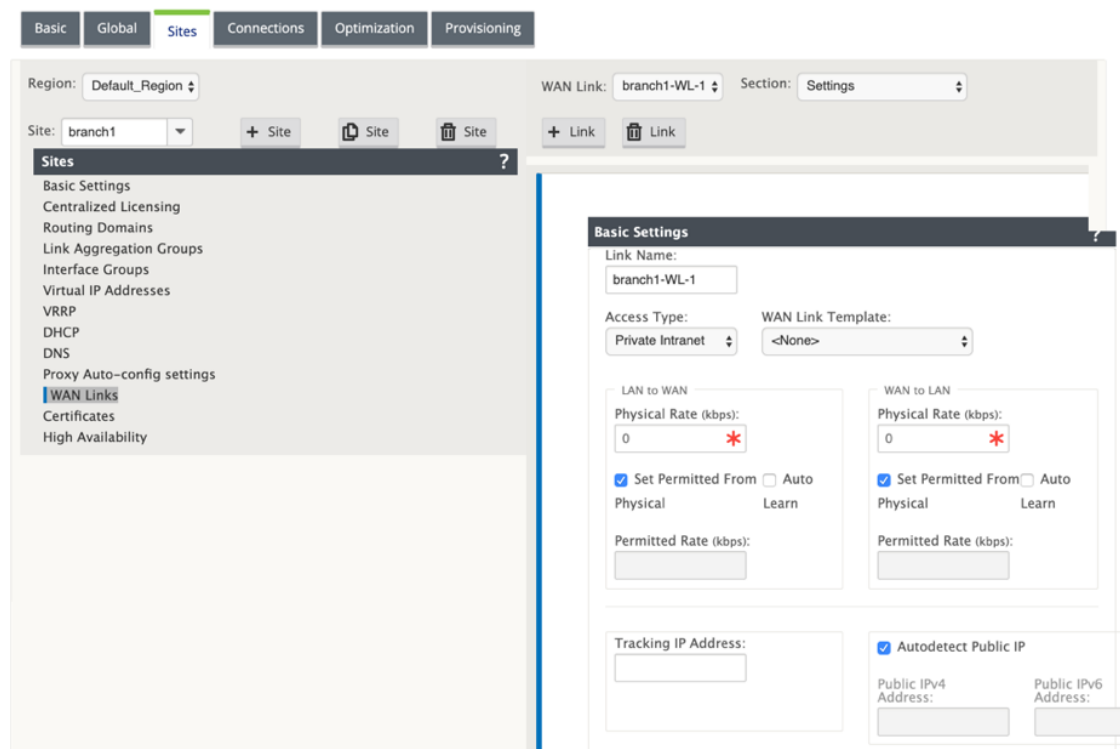 Basic Global Sites Connections Optimization Provisioning
Region: Default_Region
Site: branch1 + Site Site Site
Sites ?
Basic Settings
Centralized Licensing
Routing Domains
Link Aggregation Groups
Interface Groups
Virtual IP Addresses
VRRP
DHCP
DNS
Proxy Auto-config settings
WAN Links
Certificates
High Availability
WAN Link: branch1-WL-1 Section: Settings
+ Link Link
Basic Settings ?
Link Name:
branch1-WL-1
Access Type: WAN Link Template:
Private Intranet <None>
LAN to WAN
Physical Rate (kbps):
0 *
Set Permitted From Auto
Physical Learn
Permitted Rate (kbps):
WAN to LAN
Physical Rate (kbps):
0 *
Set Permitted From Auto
Physical Learn
Permitted Rate (kbps):
Tracking IP Address:
Autodetect Public IP
Public IPv4 Public IPv6
Address: Address: